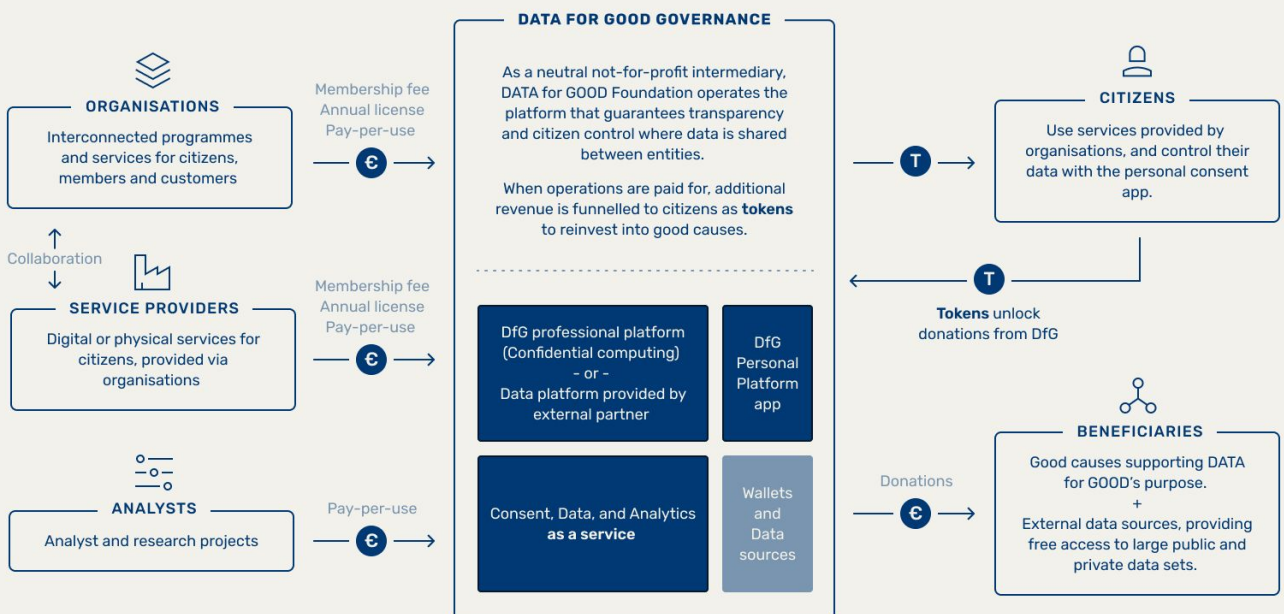 DATA FOR GOOD GOVERNANCE
As a neutral not-for-profit intermediary,
DATA for GOOD Foundation operates the
platform that guarantees transparency
and citizen control where data is shared
between entities.
When operations are paid for, additional
revenue is funnelled to citizens as tokens
to reinvest into good causes.
ORGANISATIONS
Interconnected programmes
and services for citizens,
members and customers
Membership fee
Annual license
Pay-per-use
€
Collaboration
SERVICE PROVIDERS
Digital or physical services for
citizens, provided via
organisations
Membership fee
Annual license
Pay-per-use
€
ANALYSTS
Analyst and research projects
Pay-per-use
€
DfG professional platform
(Confidential computing)
- or -
Data platform provided by
external partner
DfG
Personal
Platform
app
Consent, Data, and Analytics
as a service
Wallets
and
Data
sources
T
CITIZENS
Use services provided by
organisations, and control their
data with the personal consent
app.
T
Tokens unlock
donations from DfG
Donations
€
BENEFICIARIES
Good causes supporting DATA
for GOOD's purpose.
+
External data sources, providing
free access to large public and
private data sets.